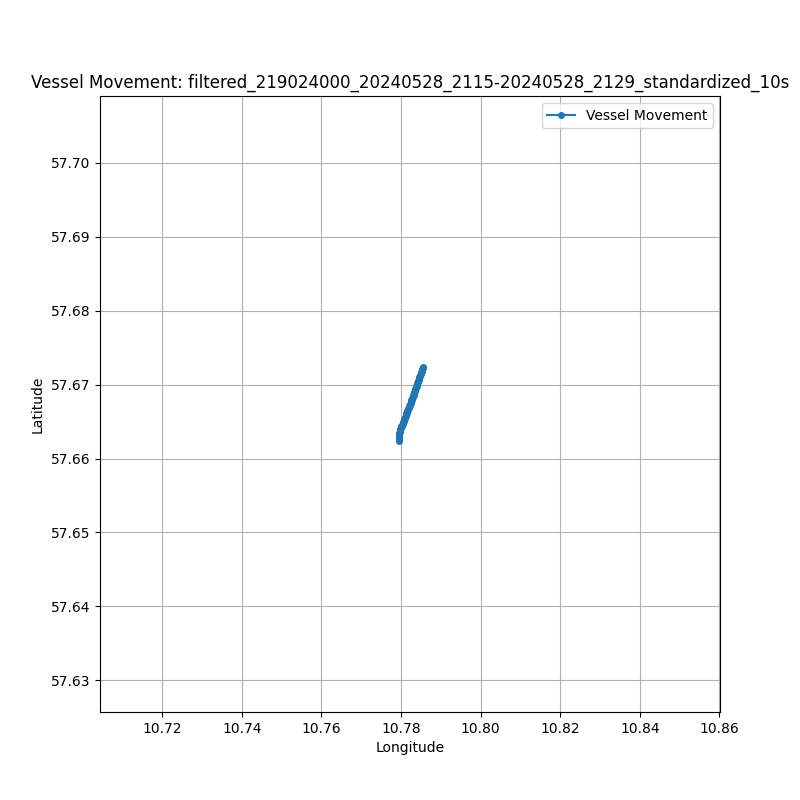 Vessel Movement: filtered_219024000_20240528_2115-20240528_2129_standardized_10s
Vessel Movement
57.70
57.69
57.68
57.67
57.66
57.65
57.64
57.63
Latitude
10.72 10.74 10.76 10.78 10.80 10.82 10.84 10.86
Longitude